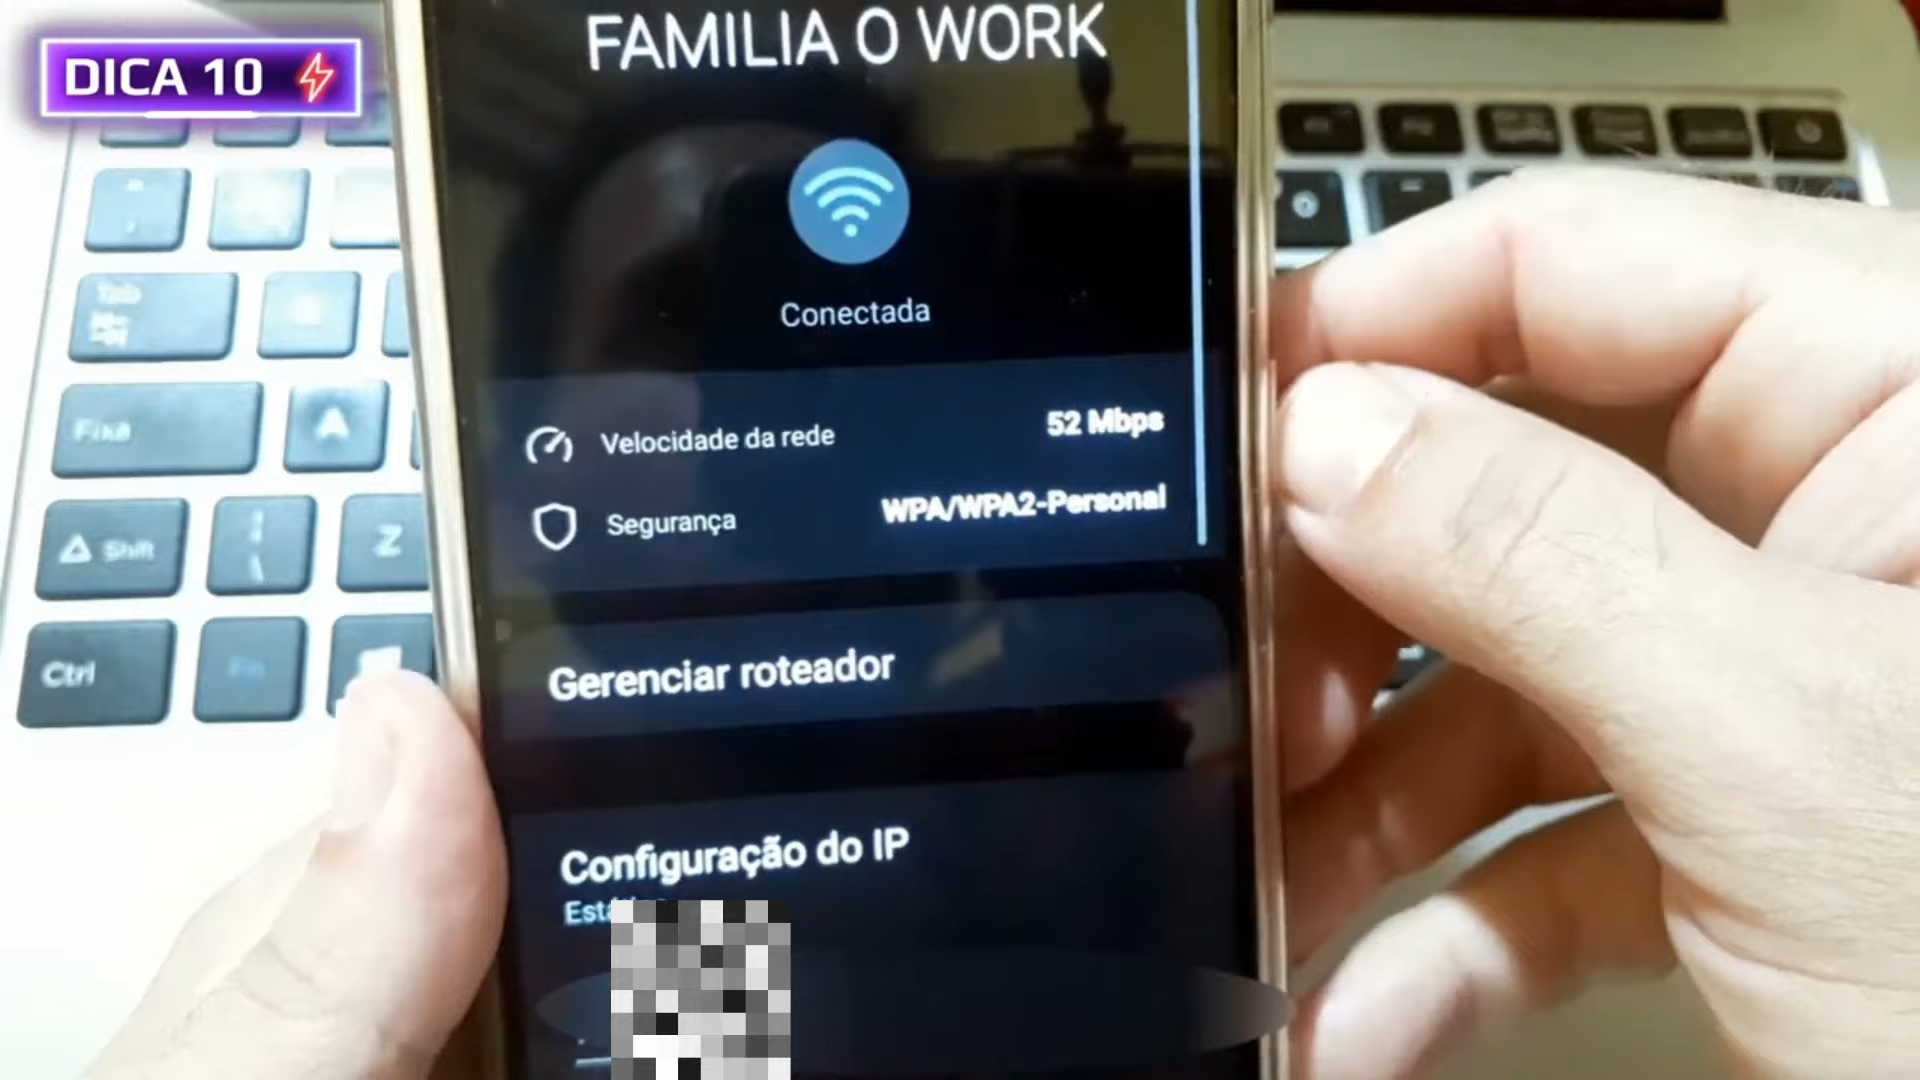 FAMILIA O WORK
DICA 10
Conectada
Velocidade da rede
52 Mbps
Segurança
WPA/WPA2-Personal
Gerenciar roteador
Configuração do IP
Tab
Fixa
A
Shift
Z
Ctrl
Fn